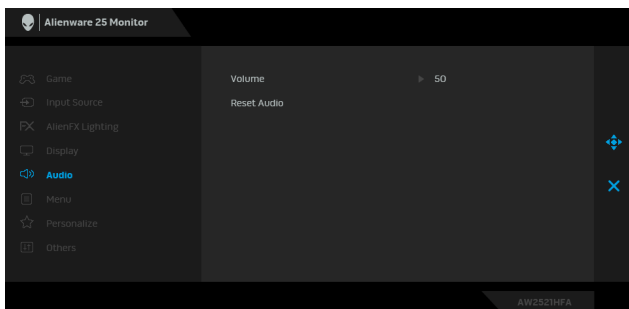 Alienware 25 Monitor
Game
Volume 50
Input Source
Reset Audio
AlienFX Lighting
Display
Audio
Menu
Personalize
Others
AW2521HFA